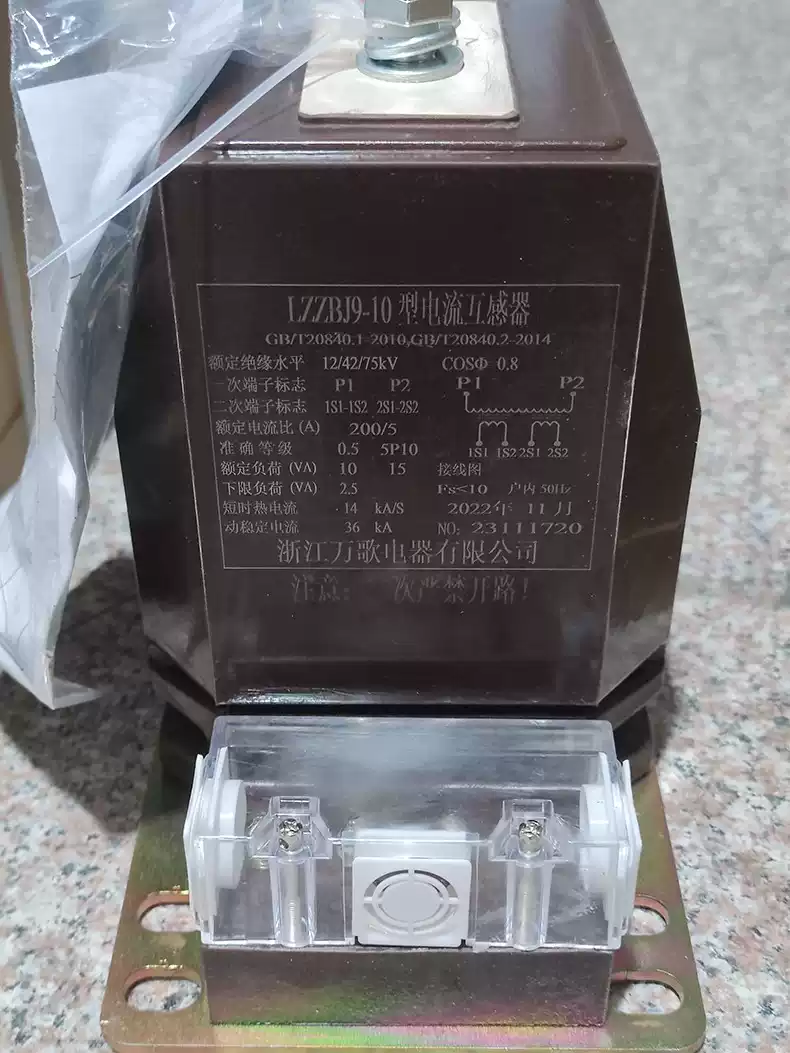 LZZBJ9-10 型电流互感器
GB/T20840.1-2010,GB/T20840.2-2014
额定绝缘水平 12/42/75kV COSΦ 0.8
一次端子标志 P1 P2 P1 P2
二次端子标志 1S1-1S2 2S1-2S2
额定电流比 (A) 200/5
准确等级 0.5 5P10 1S1 1S2 2S1 2S2
额定负荷 (VA) 10 15 接线图
下限负荷 (VA) 2.5 Fs<10 户内 50Hz
短时热电流 14 kA/S 2022年 11月
动稳定电流 36 kA NO: 23111720
浙江万歌电器有限公司
注意: 次严禁开路!